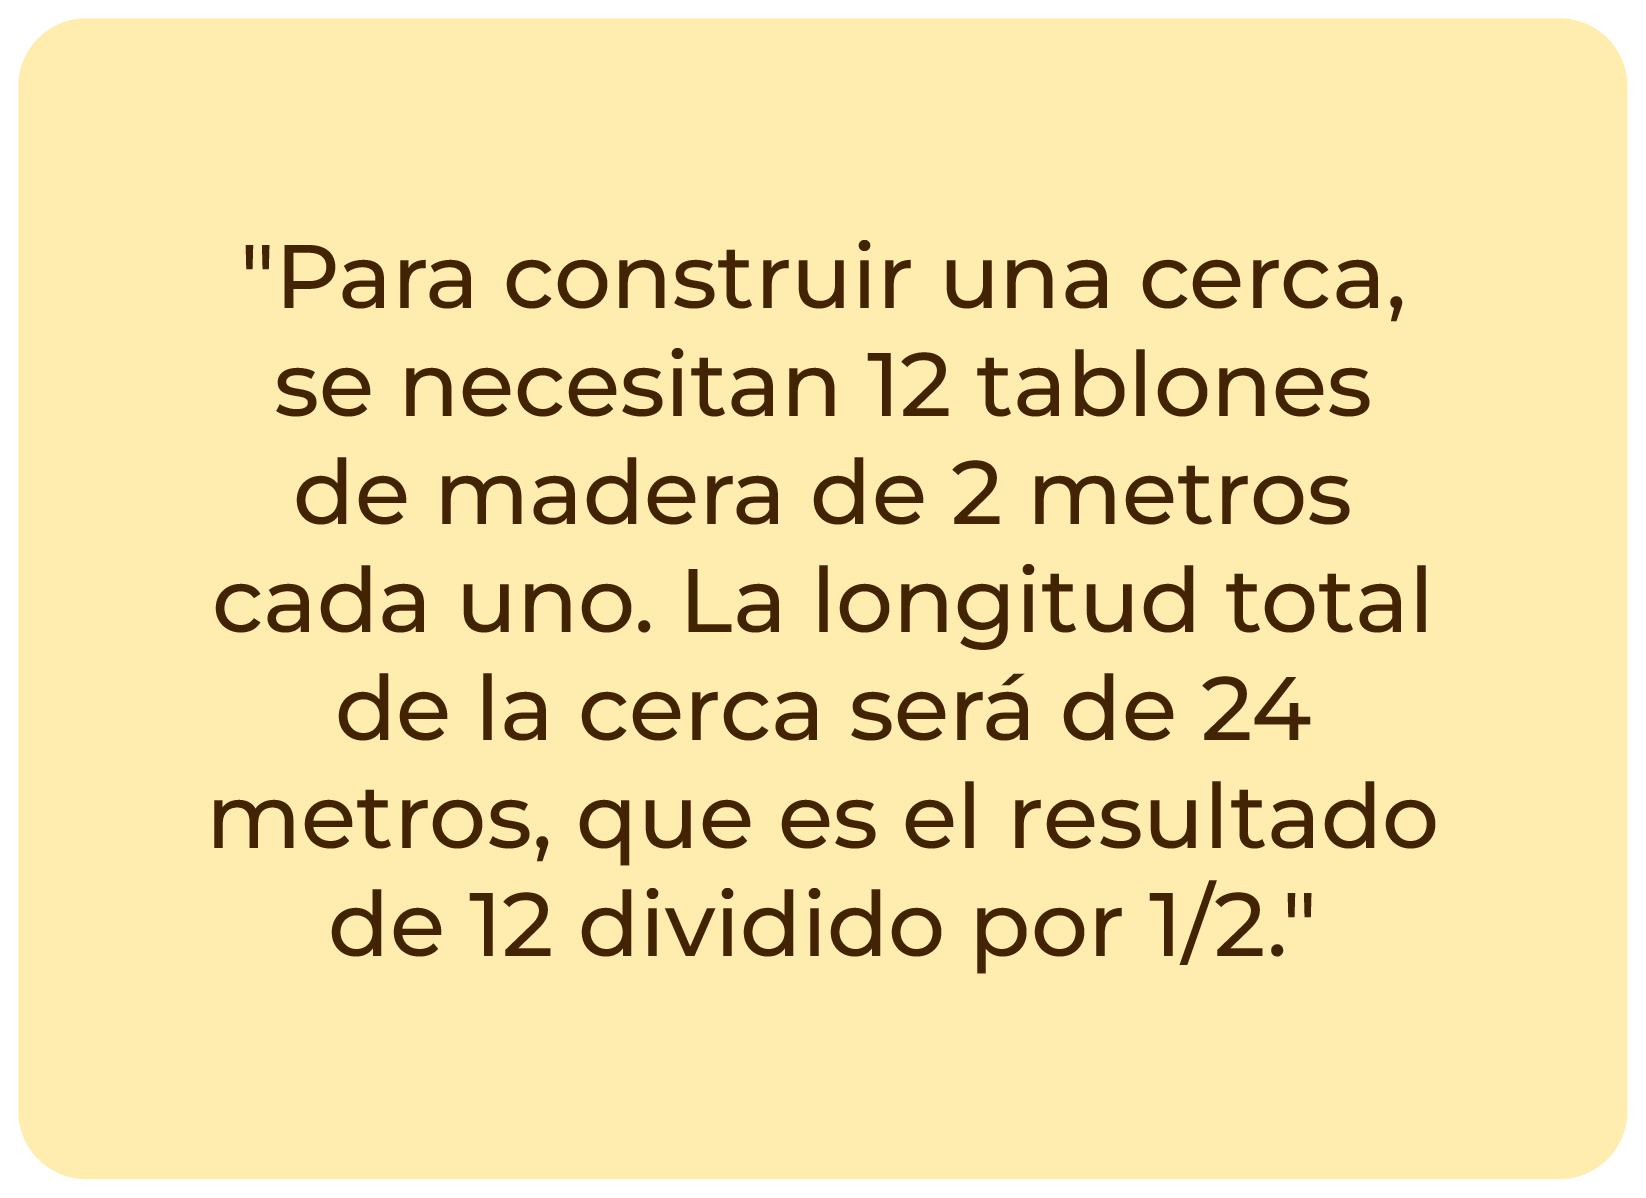 "Para construir una cerca,
se necesitan 12 tablones
de madera de 2 metros
cada uno. La longitud total
de la cerca será de 24
metros, que es el resultado
de 12 dividido por 1/2."